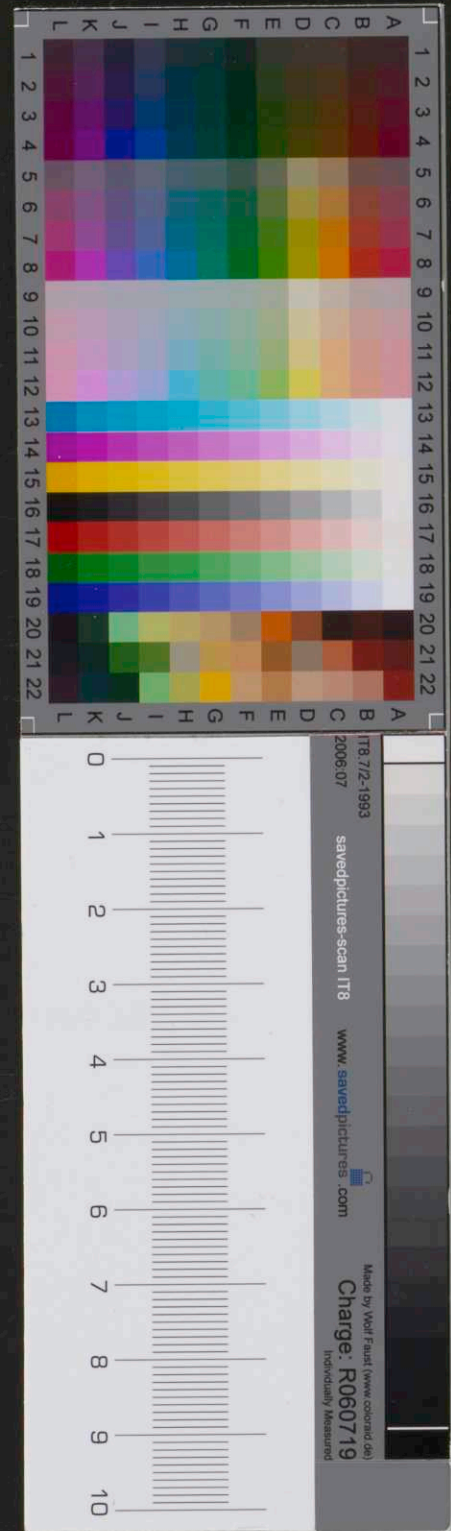 L K J I H G F E D C B A
1 2 3 4 5 6 7 8 9 10 11 12 13 14 15 16 17 18 19 20 21 22
1 2 3 4 5 6 7 8 9 10 11 12 13 14 15 16 17 18 19 20 21 22
L K J I H G F E D C B A
IT8.7/2-1993
2006:07
savedpictures-scan IT8
www.savedpictures.com
Made by Wolf Faust (www.coloraid.de)
Charge: R060719
Individually Measured
0 1 2 3 4 5 6 7 8 9 10